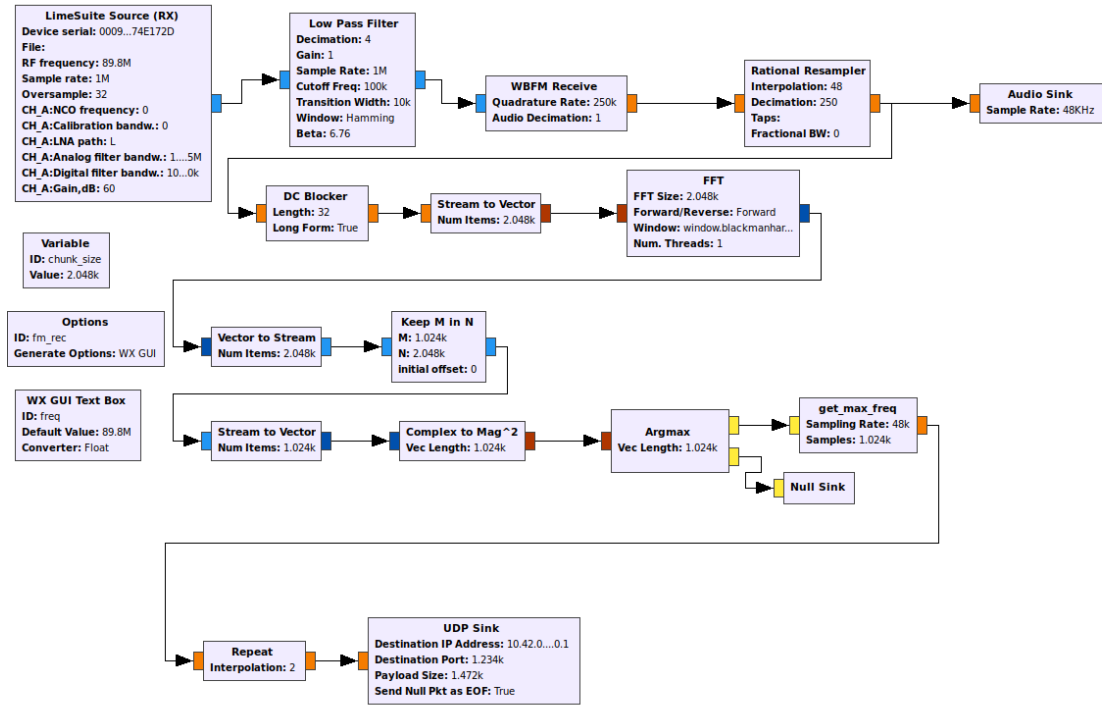 LimeSuite Source (RX)
Device serial: 0009...74E172D
File:
RF frequency: 89.8M
Sample rate: 1M
Oversample: 32
CH_A:NCO frequency: 0
CH_A:Calibration bandw.: 0
CH_A:LNA path: L
CH_A:Analog filter bandw.: 1....5M
CH_A:Digital filter bandw.: 10...0k
CH_A:Gain,dB: 60
Low Pass Filter
Decimation: 4
Gain: 1
Sample Rate: 1M
Cutoff Freq: 100k
Transition Width: 10k
Window: Hamming
Beta: 6.76
WBFM Receive
Quadrature Rate: 250k
Audio Decimation: 1
Rational Resampler
Interpolation: 48
Decimation: 250
Taps:
Fractional BW: 0
Audio Sink
Sample Rate: 48KHz
DC Blocker
Length: 32
Long Form: True
Stream to Vector
Num Items: 2.048k
FFT
FFT Size: 2.048k
Forward/Reverse: Forward
Window: window.blackmanhar...
Num. Threads: 1
Variable
ID: chunk_size
Value: 2.048k
Options
ID: fm_rec
Generate Options: WX GUI
Vector to Stream
Num Items: 2.048k
Keep M in N
M: 1.024k
N: 2.048k
initial offset: 0
WX GUI Text Box
ID: freq
Default Value: 89.8M
Converter: Float
Stream to Vector
Num Items: 1.024k
Complex to Mag^2
Vec Length: 1.024k
Argmax
Vec Length: 1.024k
get_max_freq
Sampling Rate: 48k
Samples: 1.024k
Null Sink
Repeat
Interpolation: 2
UDP Sink
Destination IP Address: 10.42.0....0.1
Destination Port: 1.234k
Payload Size: 1.472k
Send Null Pkt as EOF: True